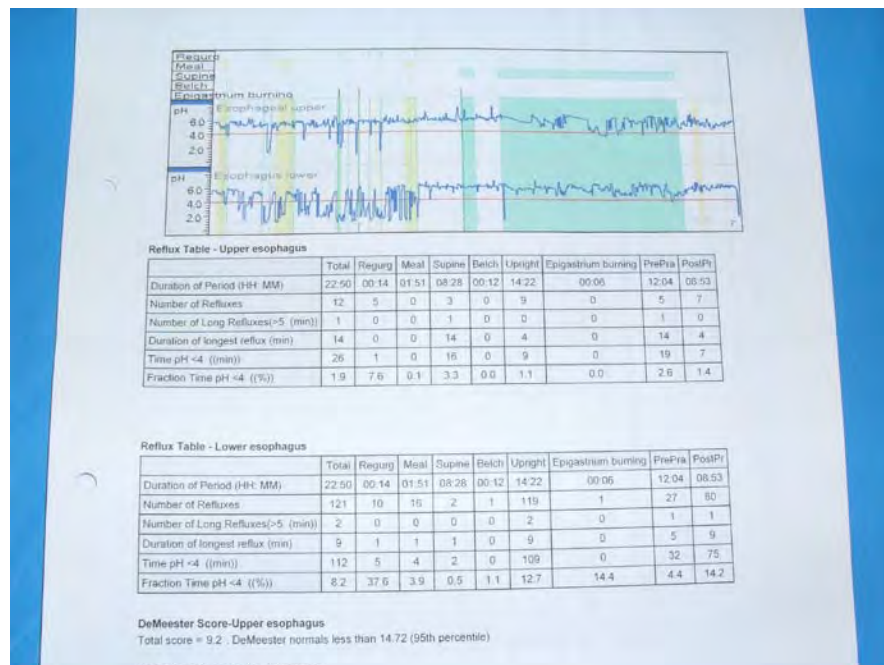 Regurg
Meal
Supine
Belch
Epigastrium burning
pH Esophageal upper
6.0
4.0
2.0
pH Esophagus lower
6.0
4.0
2.0
Reflux Table - Upper esophagus
Total Regurg Meal Supine Belch Upright Epigastrium burning PrePra PostPr
Duration of Period (HH: MM) 22:50 00:14 01:51 08:28 00:12 14:22 00:06 12:04 08:53
Number of Refluxes 12 5 0 3 0 9 0 5 7
Number of Long Refluxes(>5 (min)) 1 0 0 1 0 0 0 1 0
Duration of longest reflux (min) 14 0 0 14 0 4 0 14 4
Time pH <4 ((min)) 26 1 0 16 0 9 0 19 7
Fraction Time pH <4 ((%)) 1.9 7.6 0.1 3.3 0.0 1.1 0.0 2.6 1.4
Reflux Table - Lower esophagus
Total Regurg Meal Supine Belch Upright Epigastrium burning PrePra PostPr
Duration of Period (HH: MM) 22:50 00:14 01:51 08:28 00:12 14:22 00:06 12:04 08:53
Number of Refluxes 121 10 16 2 1 119 1 27 80
Number of Long Refluxes(>5 (min)) 2 0 0 0 0 2 0 1 1
Duration of longest reflux (min) 9 1 1 1 0 9 0 5 9
Time pH <4 ((min)) 112 5 4 2 0 109 0 32 75
Fraction Time pH <4 ((%)) 8.2 37.6 3.9 0.5 1.1 12.7 14.4 4.4 14.2
DeMeester Score-Upper esophagus
Total score = 9.2 . DeMeester normals less than 14.72 (95th percentile)